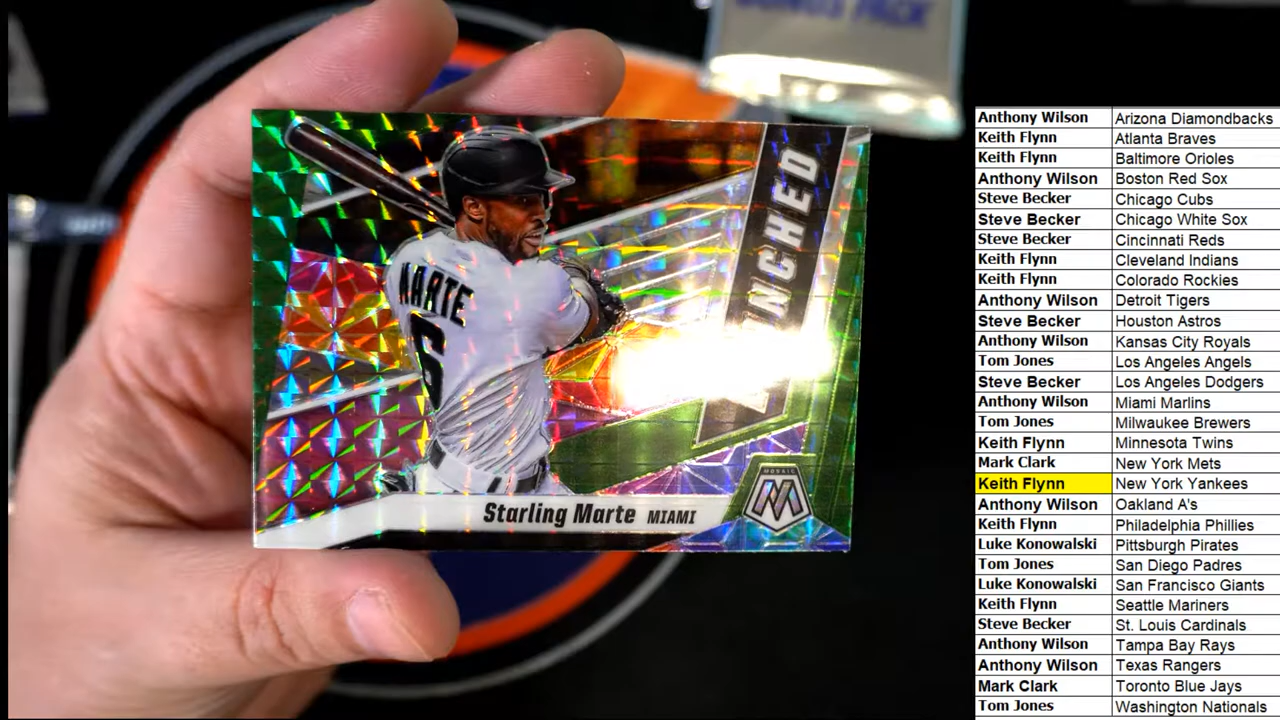 BONUS PACK
MARTE
6
Starling Marte MIAMI
MOSAIC
Anthony Wilson Arizona Diamondbacks
Keith Flynn Atlanta Braves
Keith Flynn Baltimore Orioles
Anthony Wilson Boston Red Sox
Steve Becker Chicago Cubs
Steve Becker Chicago White Sox
Steve Becker Cincinnati Reds
Keith Flynn Cleveland Indians
Keith Flynn Colorado Rockies
Anthony Wilson Detroit Tigers
Steve Becker Houston Astros
Anthony Wilson Kansas City Royals
Tom Jones Los Angeles Angels
Steve Becker Los Angeles Dodgers
Anthony Wilson Miami Marlins
Tom Jones Milwaukee Brewers
Keith Flynn Minnesota Twins
Mark Clark New York Mets
Keith Flynn New York Yankees
Anthony Wilson Oakland A's
Keith Flynn Philadelphia Phillies
Luke Konowalski Pittsburgh Pirates
Tom Jones San Diego Padres
Luke Konowalski San Francisco Giants
Keith Flynn Seattle Mariners
Steve Becker St. Louis Cardinals
Anthony Wilson Tampa Bay Rays
Anthony Wilson Texas Rangers
Mark Clark Toronto Blue Jays
Tom Jones Washington Nationals